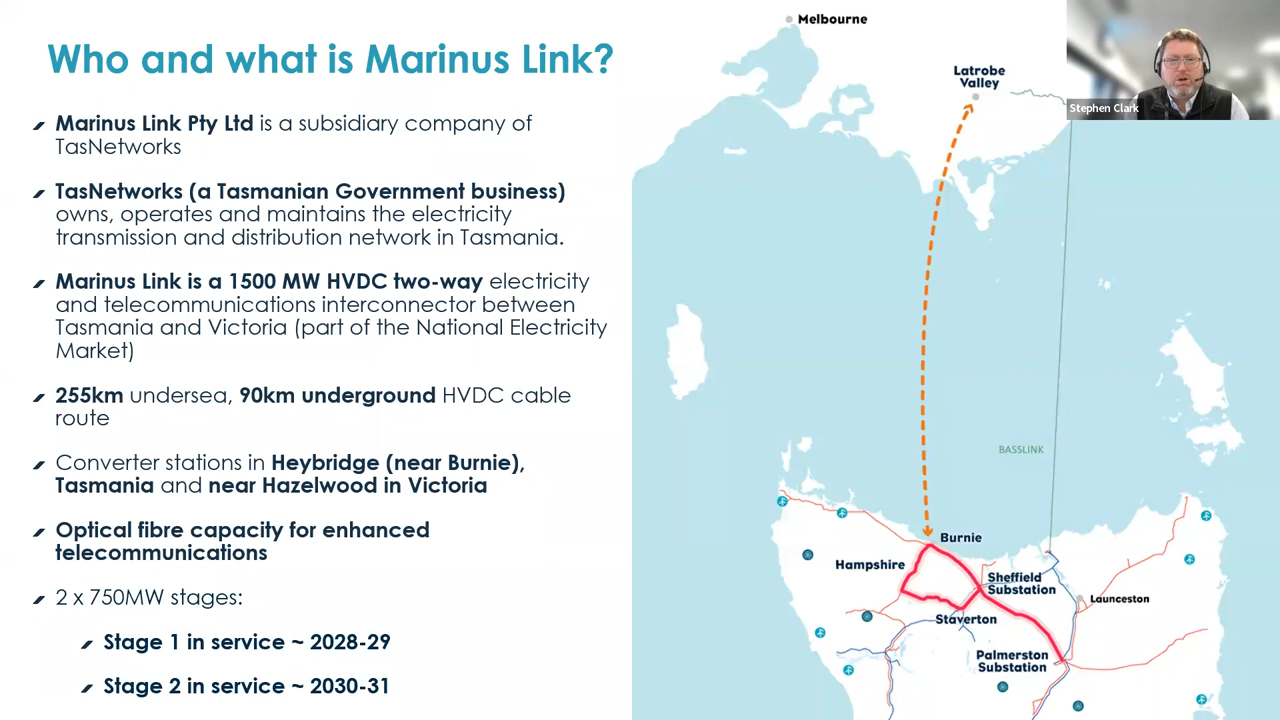 Who and what is Marinus Link?
Marinus Link Pty Ltd is a subsidiary company of
TasNetworks
TasNetworks (a Tasmanian Government business)
owns, operates and maintains the electricity
transmission and distribution network in Tasmania.
Marinus Link is a 1500 MW HVDC two-way electricity
and telecommunications interconnector between
Tasmania and Victoria (part of the National Electricity
Market)
255km undersea, 90km underground HVDC cable
route
Converter stations in Heybridge (near Burnie),
Tasmania and near Hazelwood in Victoria
Optical fibre capacity for enhanced
telecommunications
2 x 750MW stages:
Stage 1 in service ~ 2028-29
Stage 2 in service ~ 2030-31
Melbourne
Latrobe
Valley
Stephen Clark
BASSLINK
Burnie
Hampshire
Sheffield
Substation
Launceston
Staverton
Palmerston
Substation